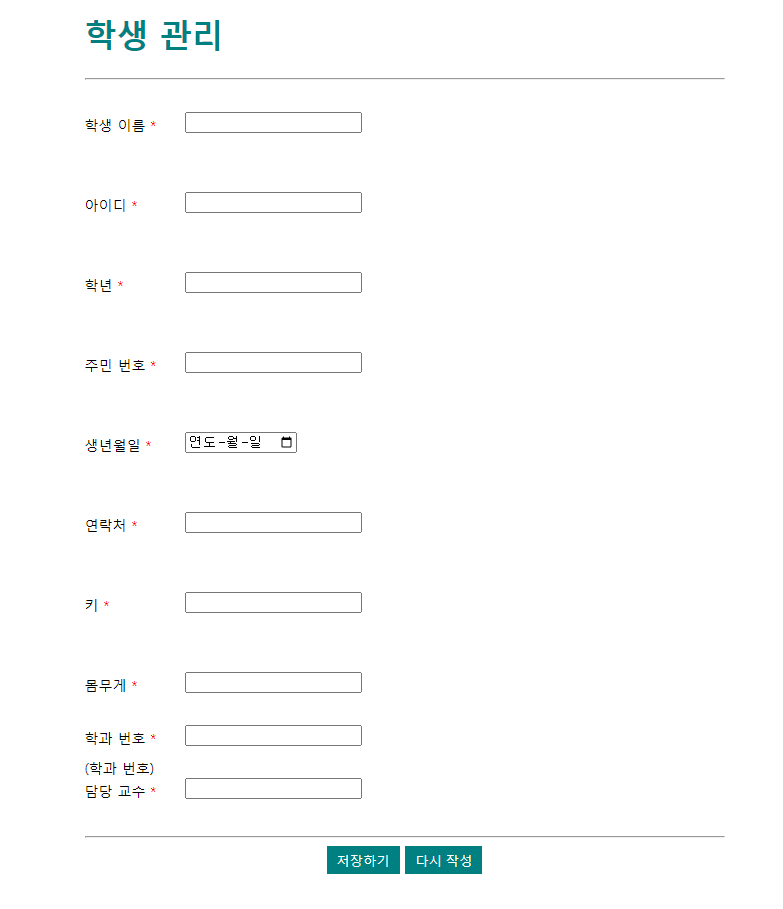 학생 관리
학생 이름 *
아이디 *
학년 *
주민 번호 *
생년월일 * 연도-월-일
연락처 *
키 *
몸무게 *
학과 번호 *
(학과 번호)
담당 교수 *
저장하기 다시 작성